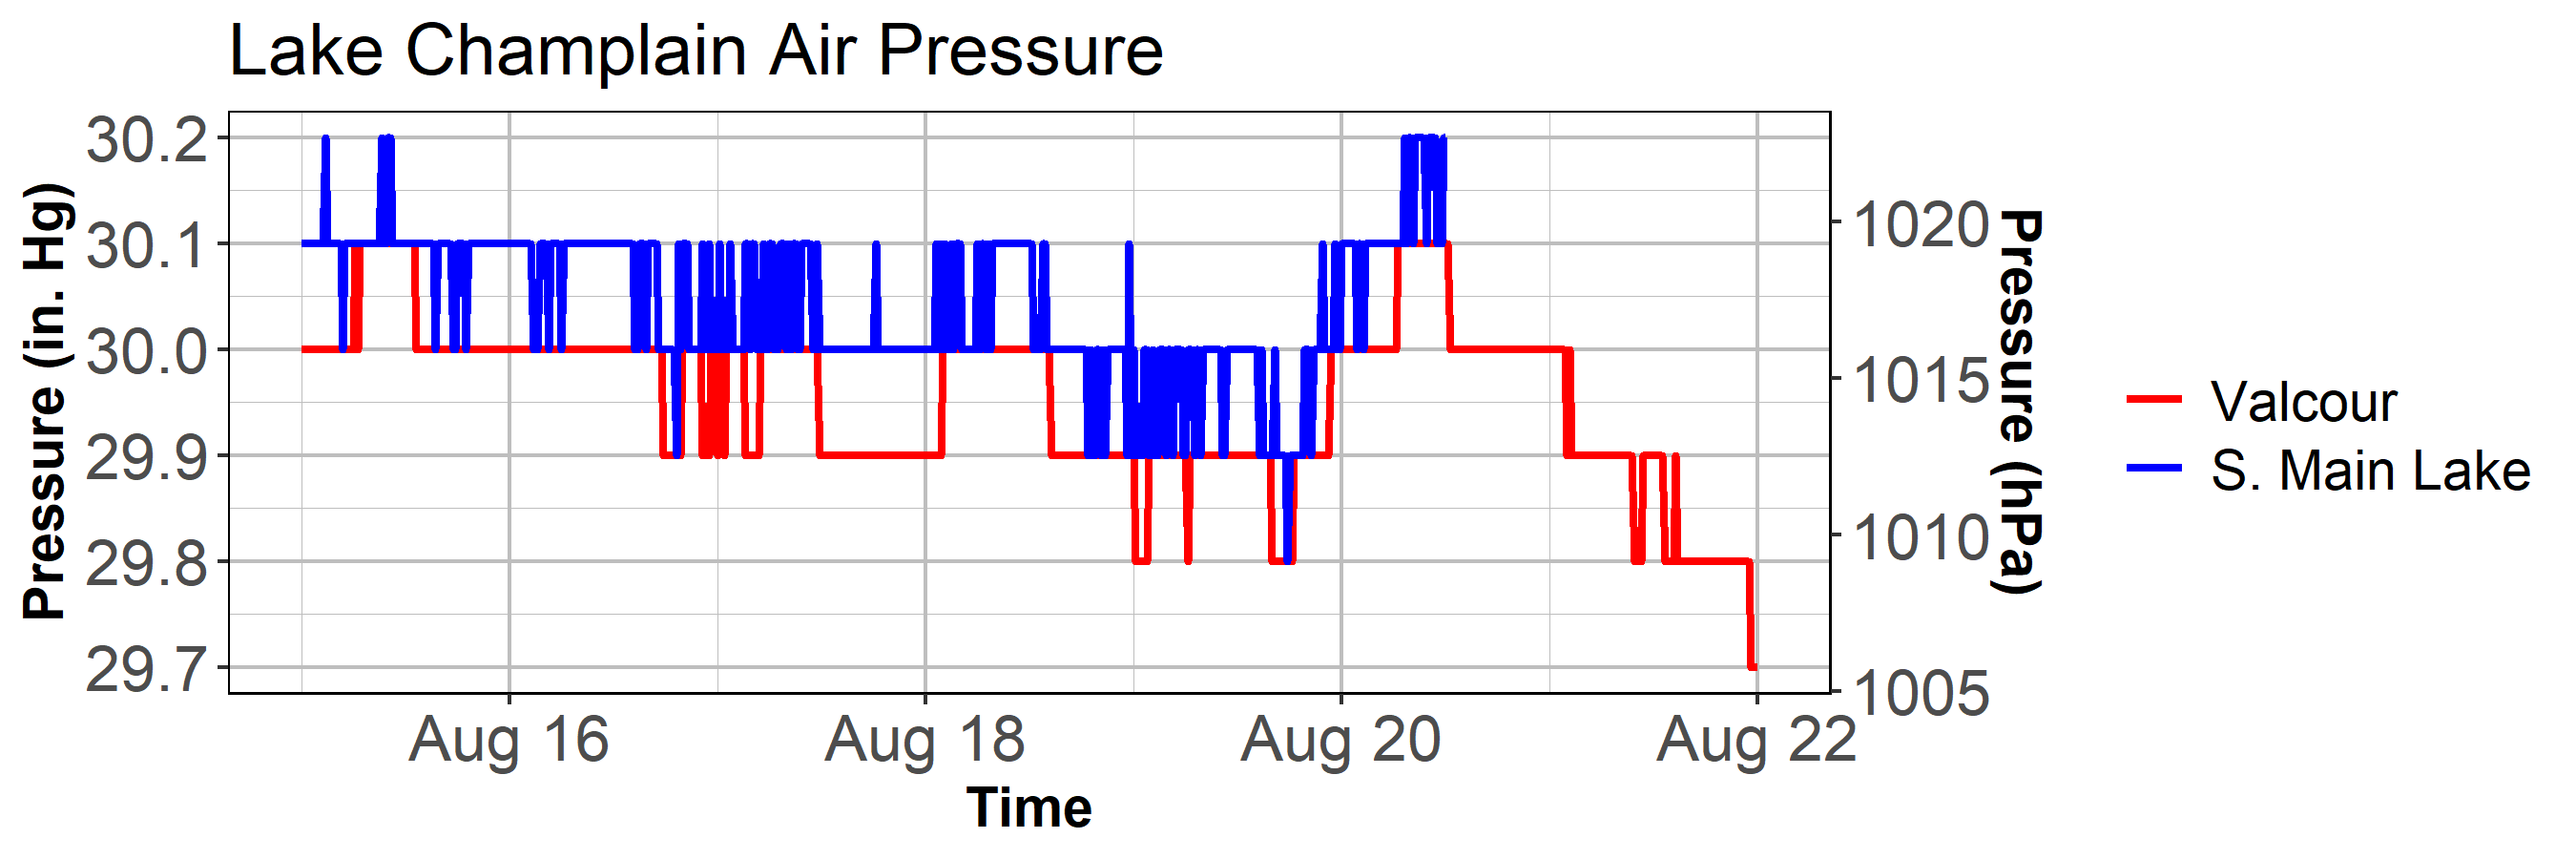 Lake Champlain Air Pressure
Pressure (in. Hg)
30.2
30.1
30.0
29.9
29.8
29.7
1020
1015
1010
1005
Pressure (hPa)
Aug 16
Aug 18
Aug 20
Aug 22
Time
Valcour
S. Main Lake